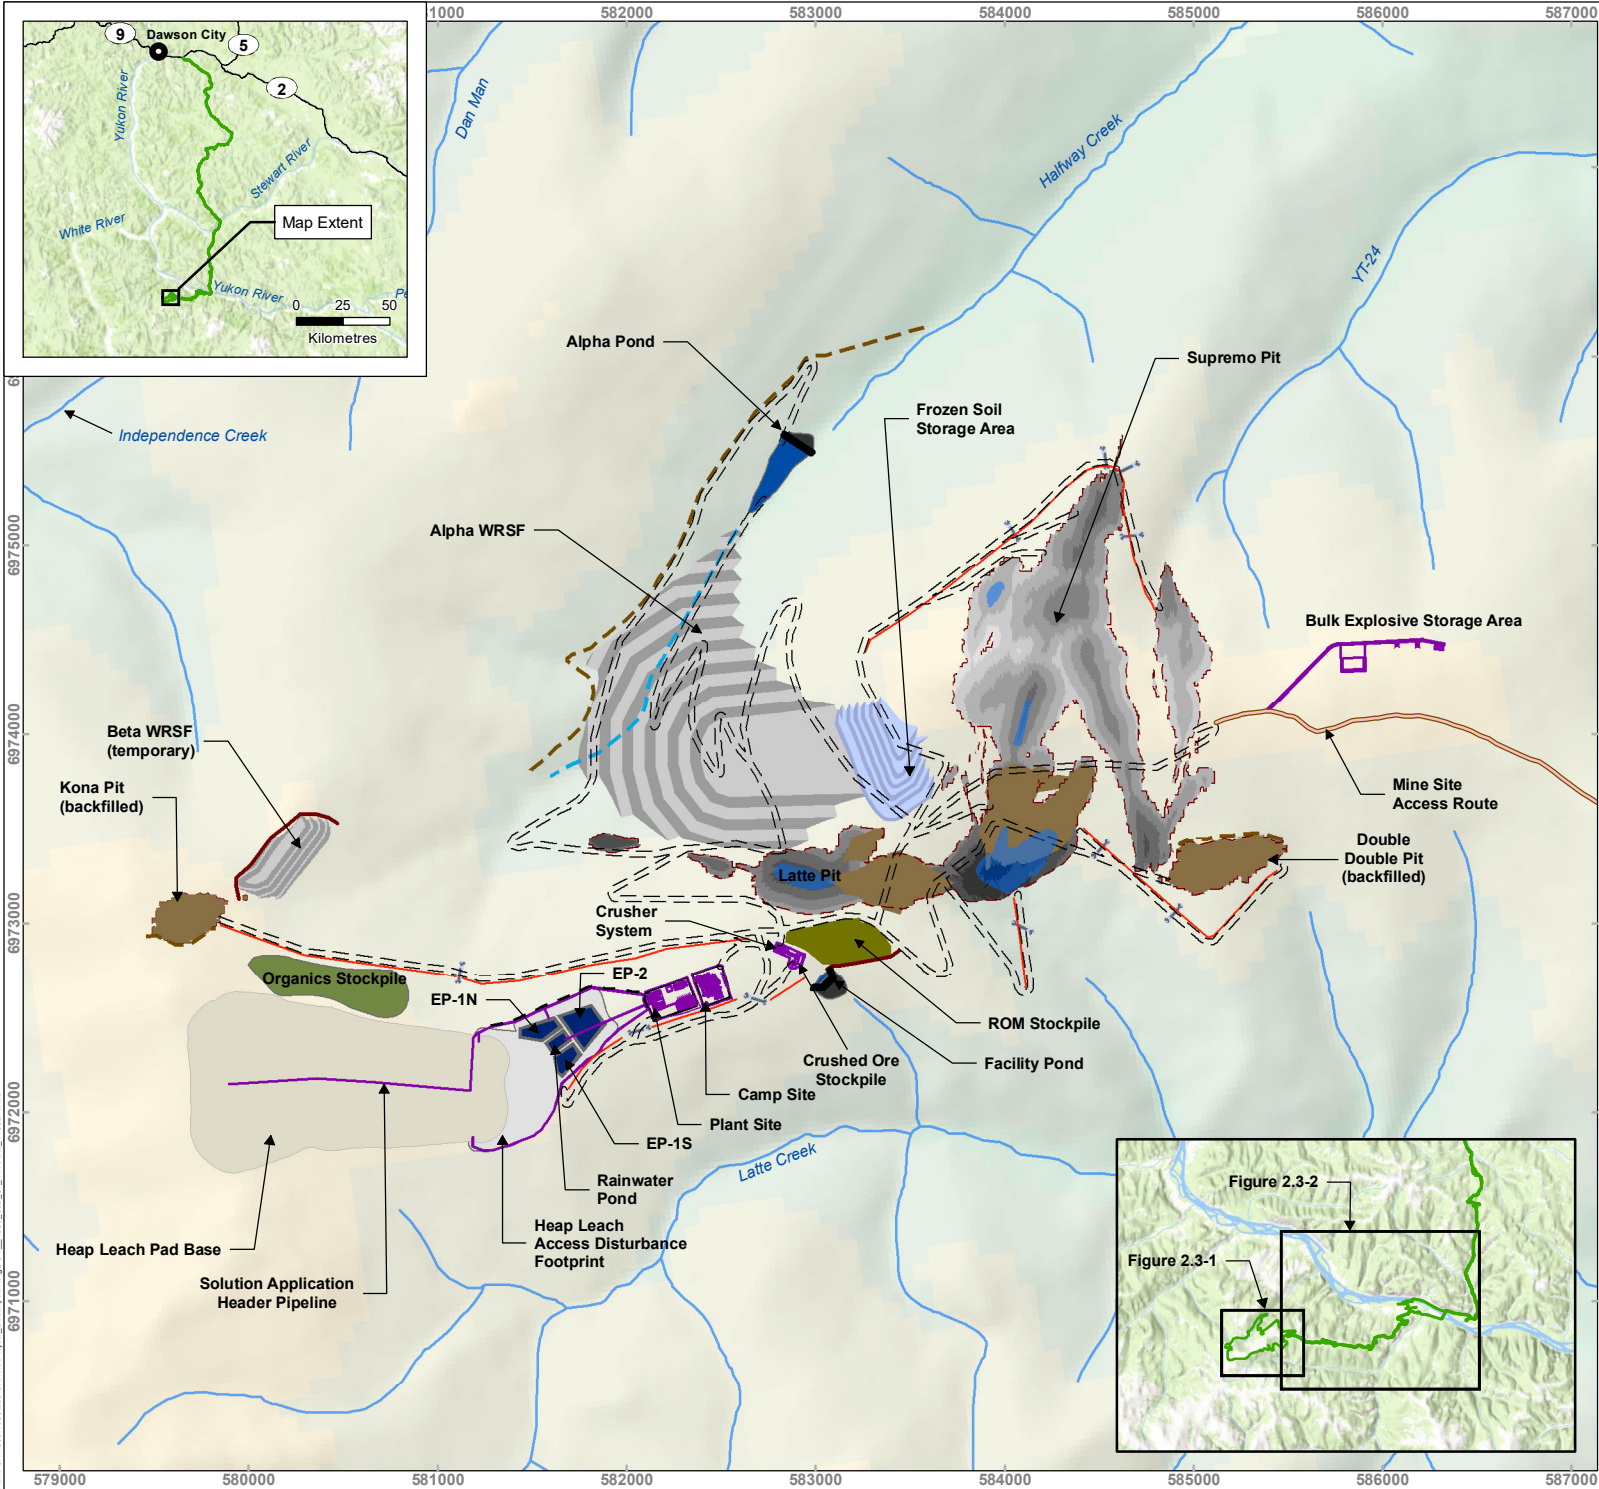 1000
582000
583000
584000
585000
586000
587000
9
Dawson City
5
2
Yukon River
Stewart River
White River
Map Extent
Yukon River
0 25 50
Kilometres
Dan Man
Halfway Creek
YT-24
Independence Creek
Alpha Pond
Supremo Pit
Frozen Soil
Storage Area
Alpha WRSF
6975000
Bulk Explosive Storage Area
6974000
Beta WRSF
(temporary)
Kona Pit
(backfilled)
Mine Site
Access Route
Double
Double Pit
(backfilled)
Latte Pit
6973000
Crusher
System
Organics Stockpile
EP-2
EP-1N
ROM Stockpile
Crushed Ore
Stockpile
Facility Pond
Camp Site
Plant Site
6972000
EP-1S
Latte Creek
Rainwater
Pond
Heap Leach
Access Disturbance
Footprint
Heap Leach Pad Base
Solution Application
Header Pipeline
6971000
Figure 2.3-2
Figure 2.3-1
579000
580000
581000
582000
583000
584000
585000
586000
587000